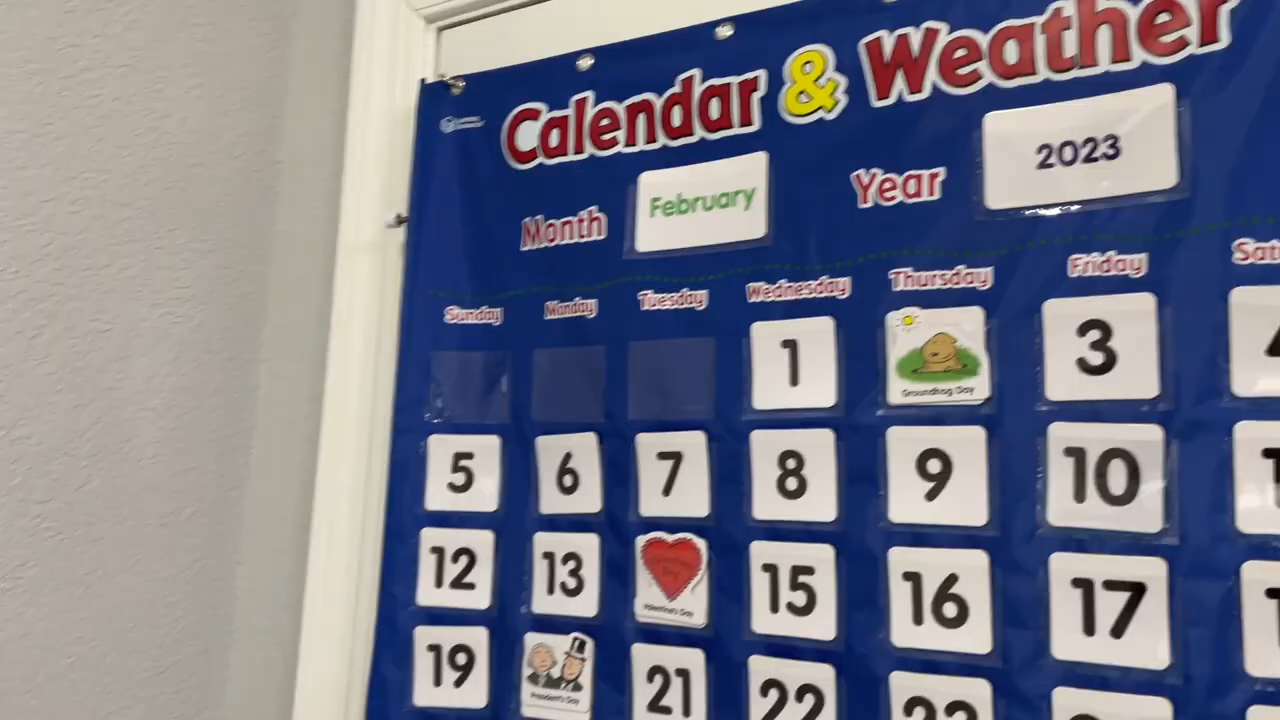 Calendar & Weather
Month February Year 2023
Sunday Monday Tuesday Wednesday Thursday Friday
1 Groundhog Day 3
5 6 7 8 9 10
12 13 Valentine's Day 15 16 17
19 President's Day 21 22